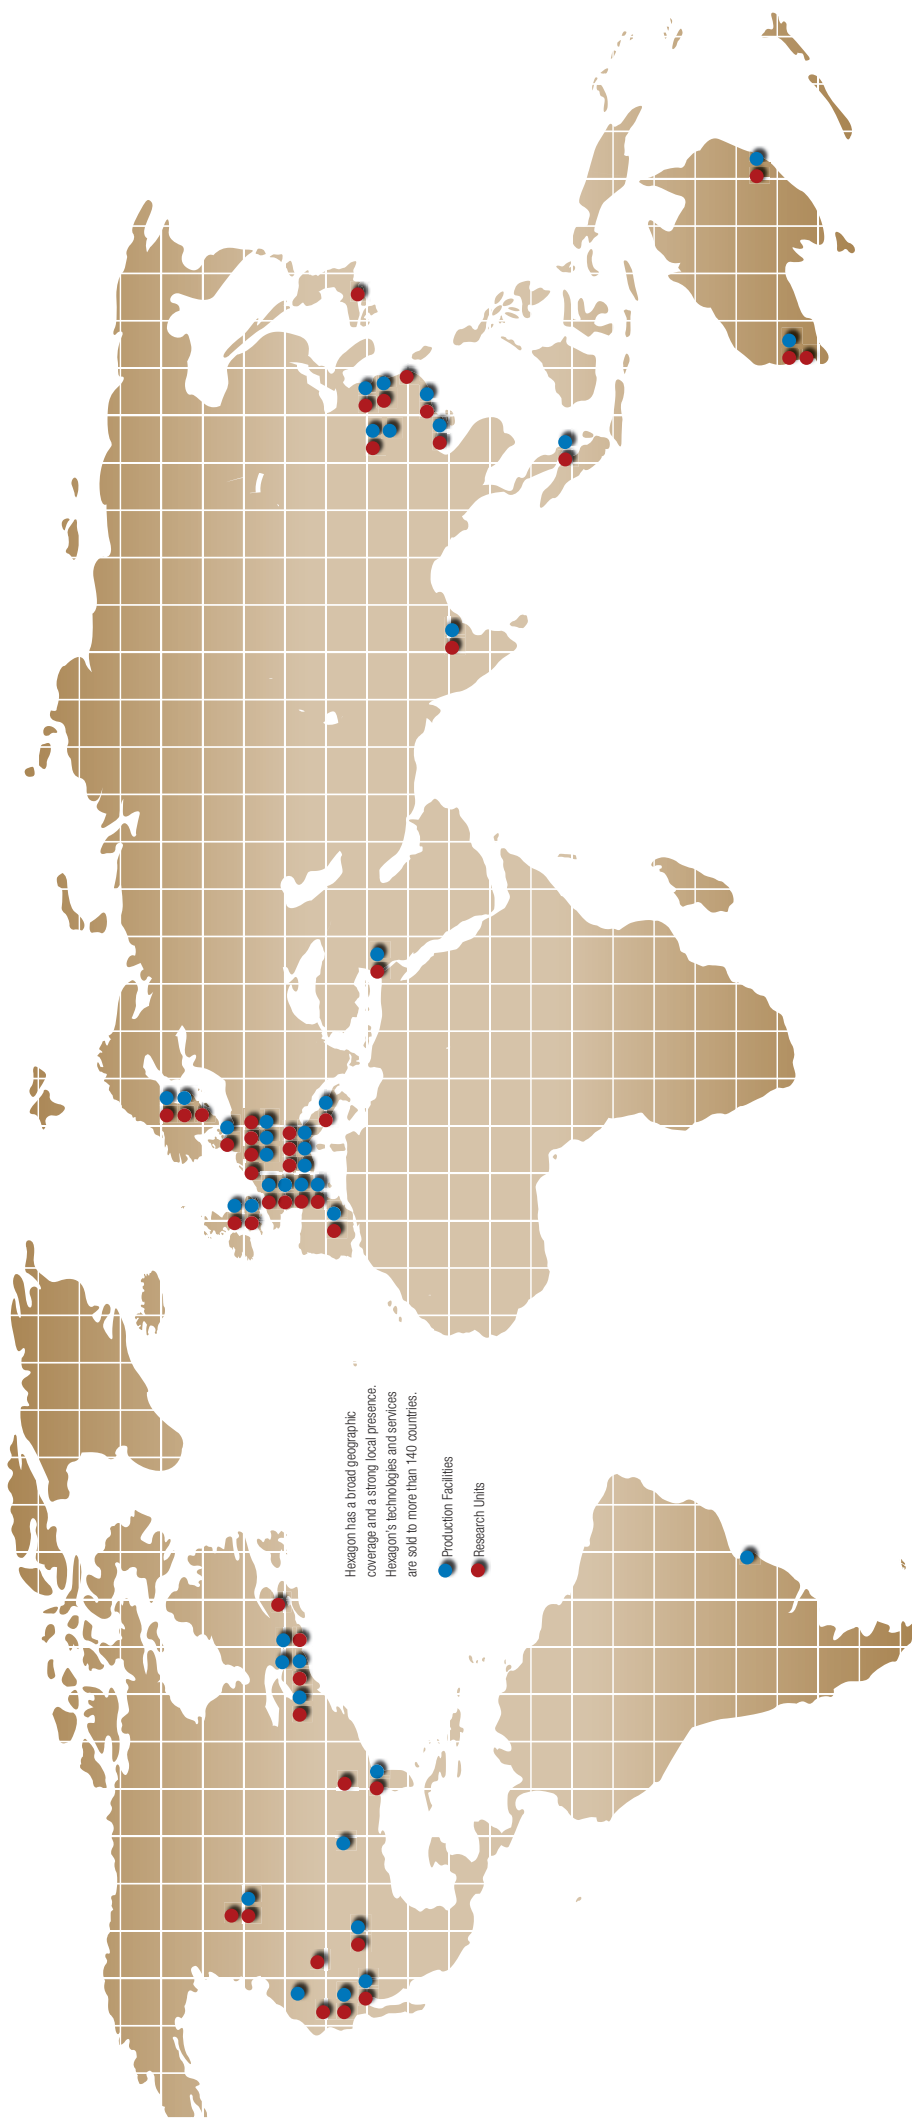 Hexagon has a broad geographic
coverage and a strong local presence.
Hexagon's technologies and services
are sold to more than 140 countries.
Production Facilities
Research Units